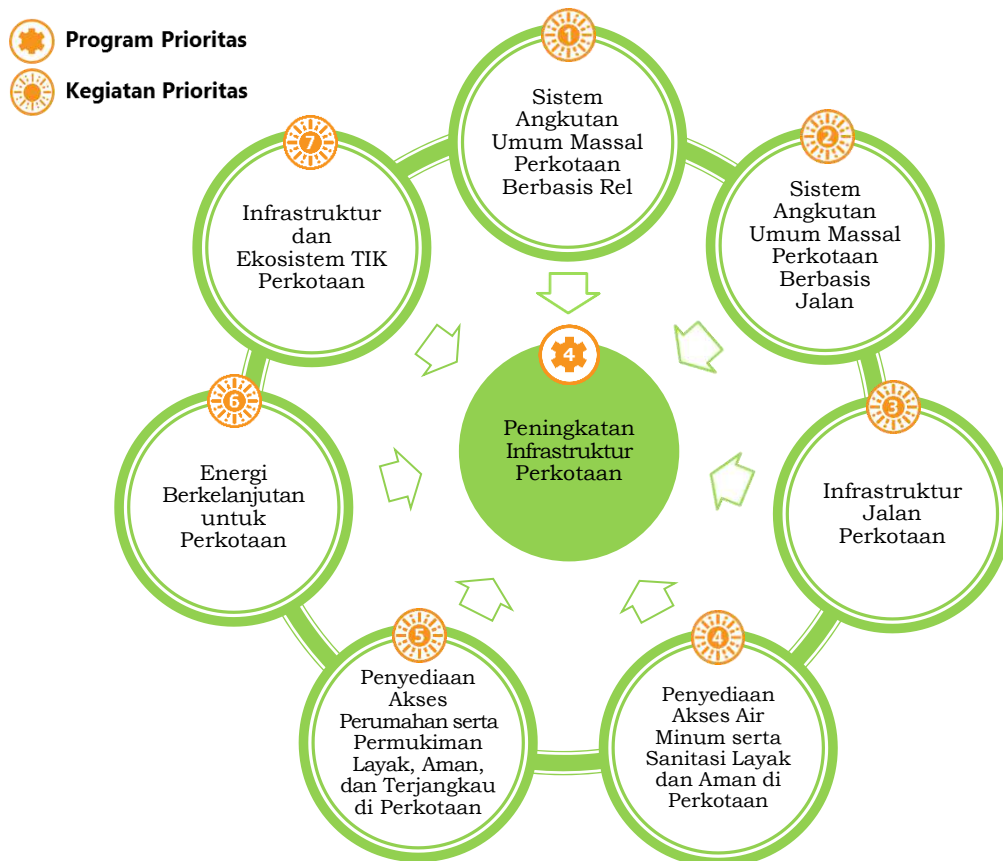 Program Prioritas
Kegiatan Prioritas
1
Sistem
Angkutan
Umum Massal
Perkotaan
Berbasis Rel
2
Sistem
Angkutan
Umum Massal
Perkotaan
Berbasis
Jalan
3
Infrastruktur
Jalan
Perkotaan
4
Penyediaan
Akses Air
Minum serta
Sanitasi Layak
dan Aman di
Perkotaan
5
Penyediaan
Akses
Perumahan serta
Permukiman
Layak, Aman,
dan Terjangkau
di Perkotaan
6
Energi
Berkelanjutan
untuk
Perkotaan
7
Infrastruktur
dan
Ekosistem TIK
Perkotaan
4
Peningkatan
Infrastruktur
Perkotaan